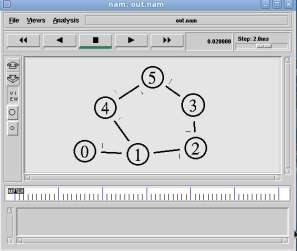 nam: out.nam
File Views Analysis out.nam
0.020000 Step: 2.0ms
5
4 3
0 1 2